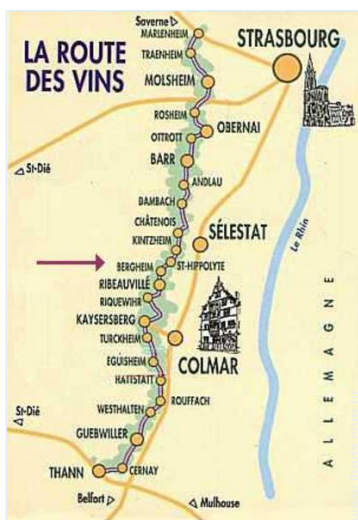 Saverne
MARLENHEIM
STRASBOURG
LA ROUTE
DES VINS
TRAENHEIM
MOLSHEIM
ROSHEIM
OBERNAI
OTTROTT
BARR
St-Dié
ANDLAU
DAMBACH
CHÂTENOIS
SÉLESTAT
KINTZHEIM
Le Rhin
BERGHEIM
ST-HIPPOLYTE
RIBEAUVILLÉ
RIQUEWIHR
KAYSERSBERG
TURCKHEIM
COLMAR
EGUISHEIM
HATTSTATT
ALLEMAGNE
ROUFFACH
St-Dié
WESTHALTEN
GUEBWILLER
THANN
CERNAY
Belfort
Mulhouse